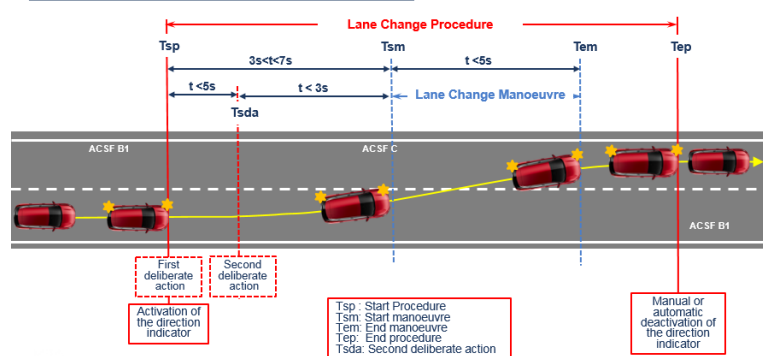 Lane Change Procedure
Tsp
Tsm
Tem
Tep
3s<t<7s
t <5s
t <5s
t < 3s
Lane Change Manoeuvre
Tsda
ACSF B1
ACSF C
ACSF B1
First
deliberate
action
Second
deliberate
action
Activation of
the direction
indicator
Tsp : Start Procedure
Tsm: Start manoeuvre
Tem: End manoeuvre
Tep: End procedure
Tsda: Second deliberate action
Manual or
automatic
deactivation of
the direction
indicator